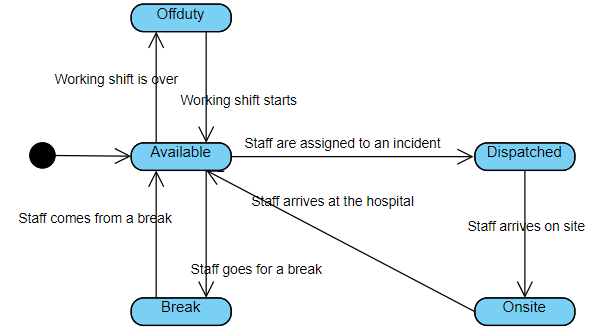 Offduty
Working shift is over
Working shift starts
Available
Staff are assigned to an incident
Dispatched
Staff arrives at the hospital
Staff comes from a break
Staff arrives on site
Staff goes for a break
Break
Onsite